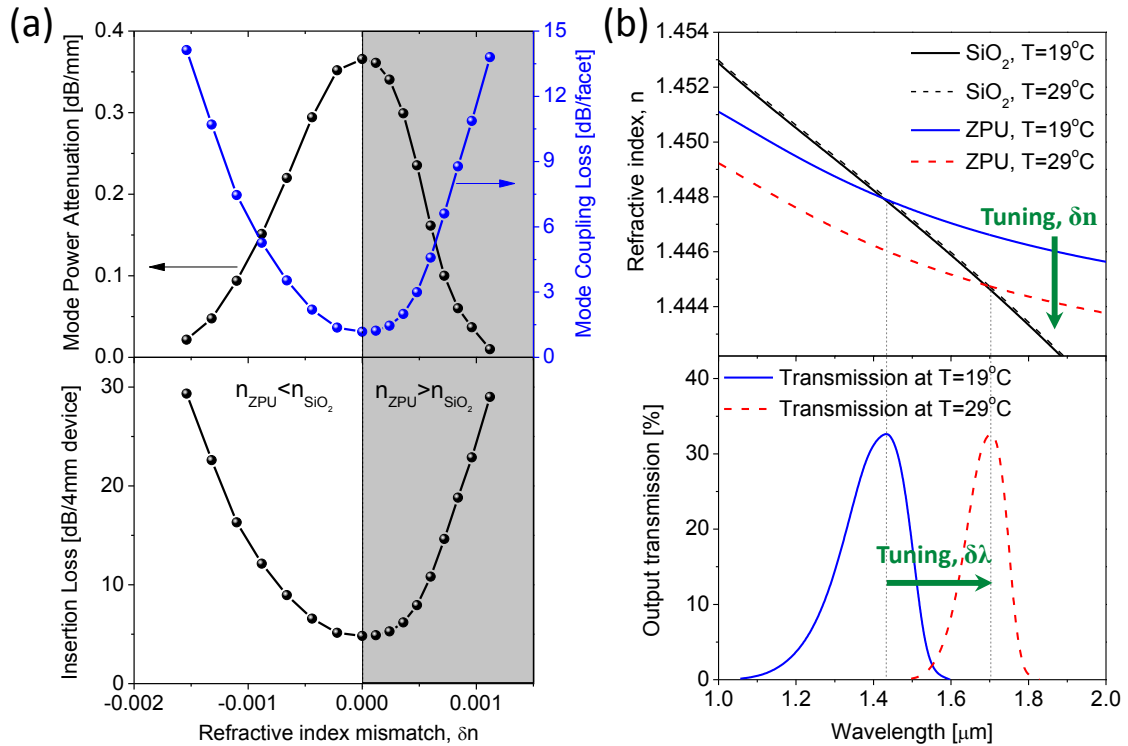 (a)
0.4
0.3
0.2
0.1
0.0
Mode Power Attenuation [dB/mm]
15
12
9
6
3
0
Mode Coupling Loss [dB/facet]
n_ZPU<n_SiO₂
n_ZPU>n_SiO₂
30
20
10
0
Insertion Loss [dB/4mm device]
-0.002
-0.001
0.000
0.001
Refractive index mismatch, δn
(b)
1.454
1.453
1.450
1.448
1.446
1.444
Refractive index, n
SiO₂, T=19°C
SiO₂, T=29°C
ZPU, T=19°C
ZPU, T=29°C
Tuning, δn
40
30
20
10
0
Output transmission [%]
Transmission at T=19°C
Transmission at T=29°C
Tuning, δλ
1.0
1.2
1.4
1.6
1.8
2.0
Wavelength [μm]